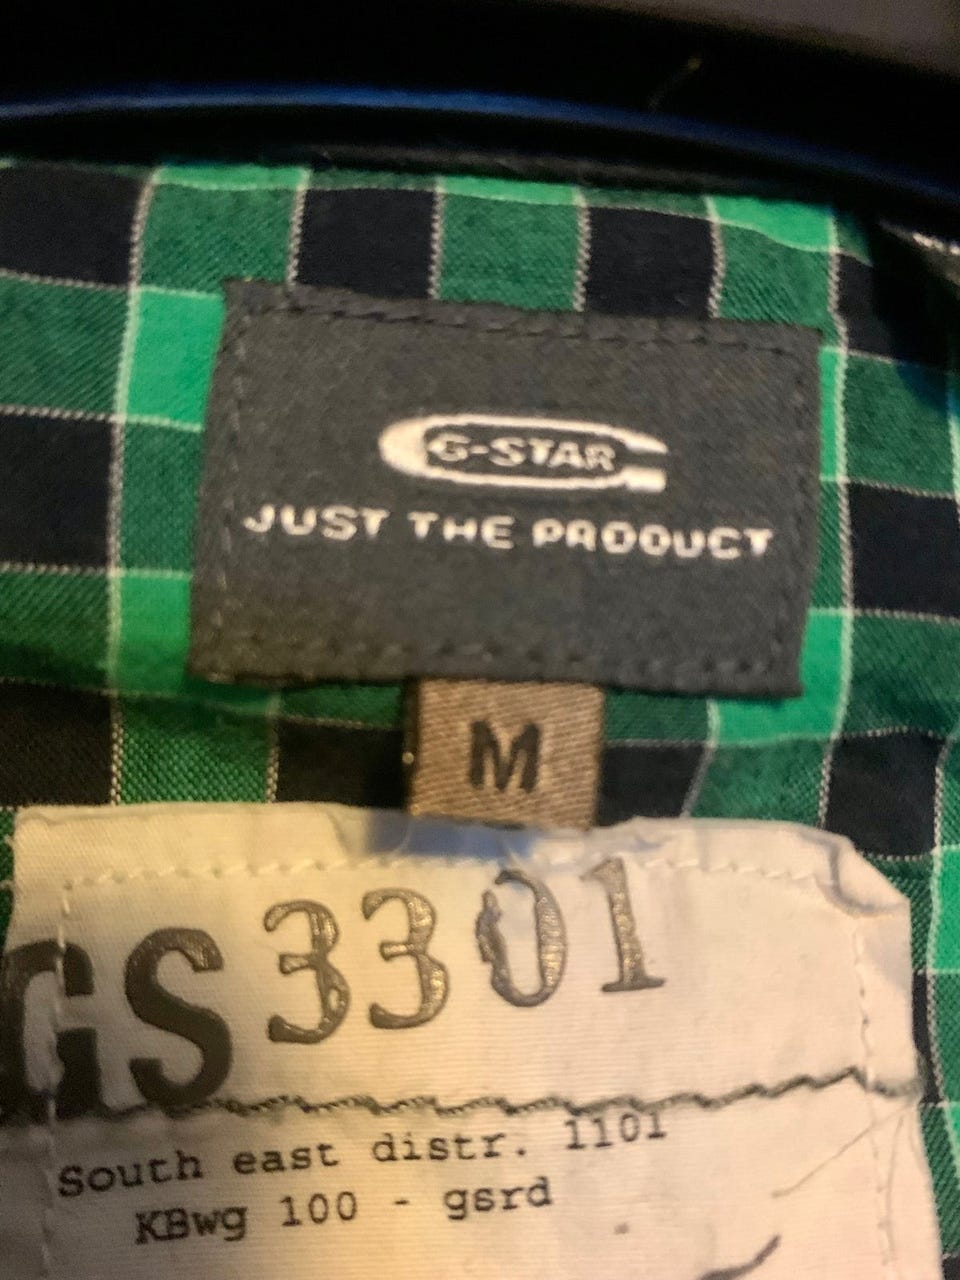 G-STAR
JUST THE PRODUCT
M
GS3301
South east distr. 1101
KBwg 100 - gsrd